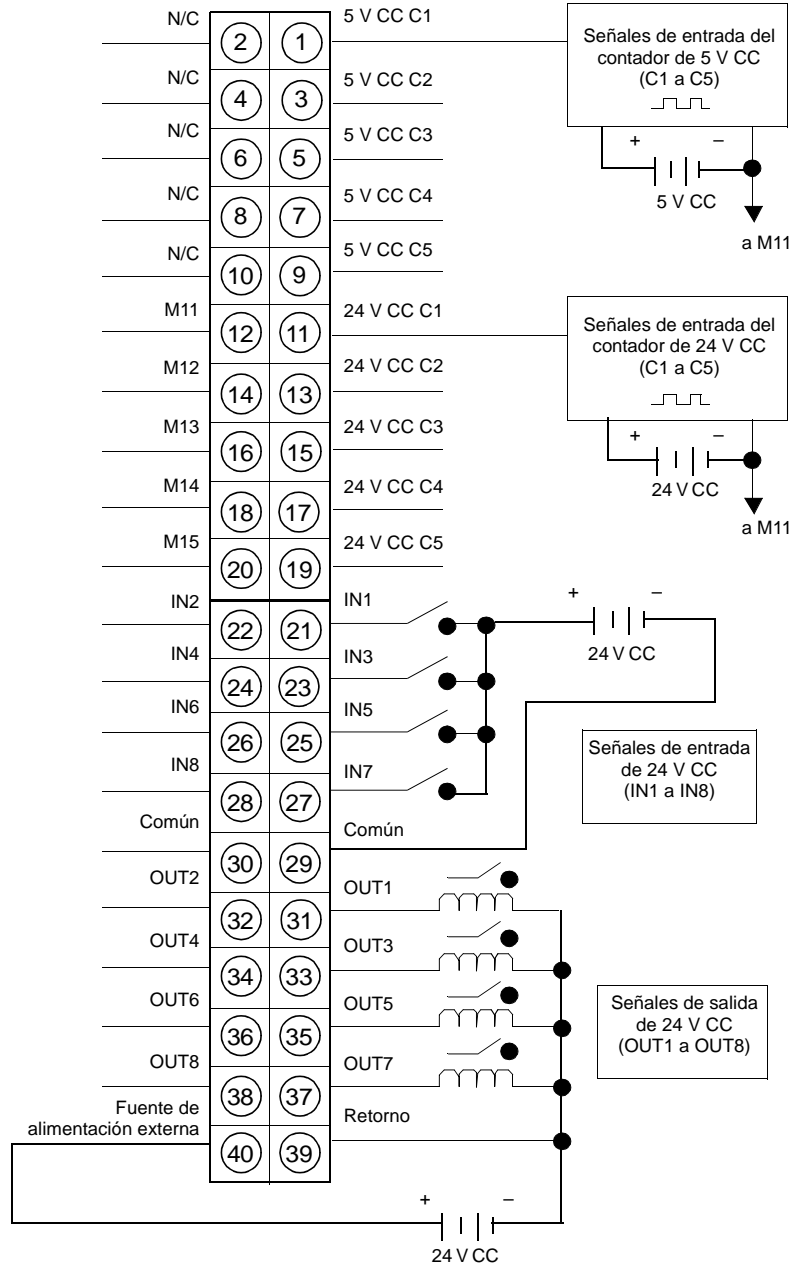 N/C 2 1 5 V CC C1
N/C 4 3 5 V CC C2
N/C 6 5 5 V CC C3
N/C 8 7 5 V CC C4
N/C 10 9 5 V CC C5
M11 12 11 24 V CC C1
M12 14 13 24 V CC C2
M13 16 15 24 V CC C3
M14 18 17 24 V CC C4
M15 20 19 24 V CC C5
IN2 22 21 IN1
IN4 24 23 IN3
IN6 26 25 IN5
IN8 28 27 IN7
Común 30 29 Común
OUT2 32 31 OUT1
OUT4 34 33 OUT3
OUT6 36 35 OUT5
OUT8 38 37 OUT7
Fuente de
alimentación externa 40 39 Retorno
Señales de entrada del
contador de 5 V CC
(C1 a C5)
+ –
5 V CC
a M11
Señales de entrada del
contador de 24 V CC
(C1 a C5)
+ –
24 V CC
a M11
+ –
24 V CC
Señales de entrada
de 24 V CC
(IN1 a IN8)
Señales de salida
de 24 V CC
(OUT1 a OUT8)
+ –
24 V CC